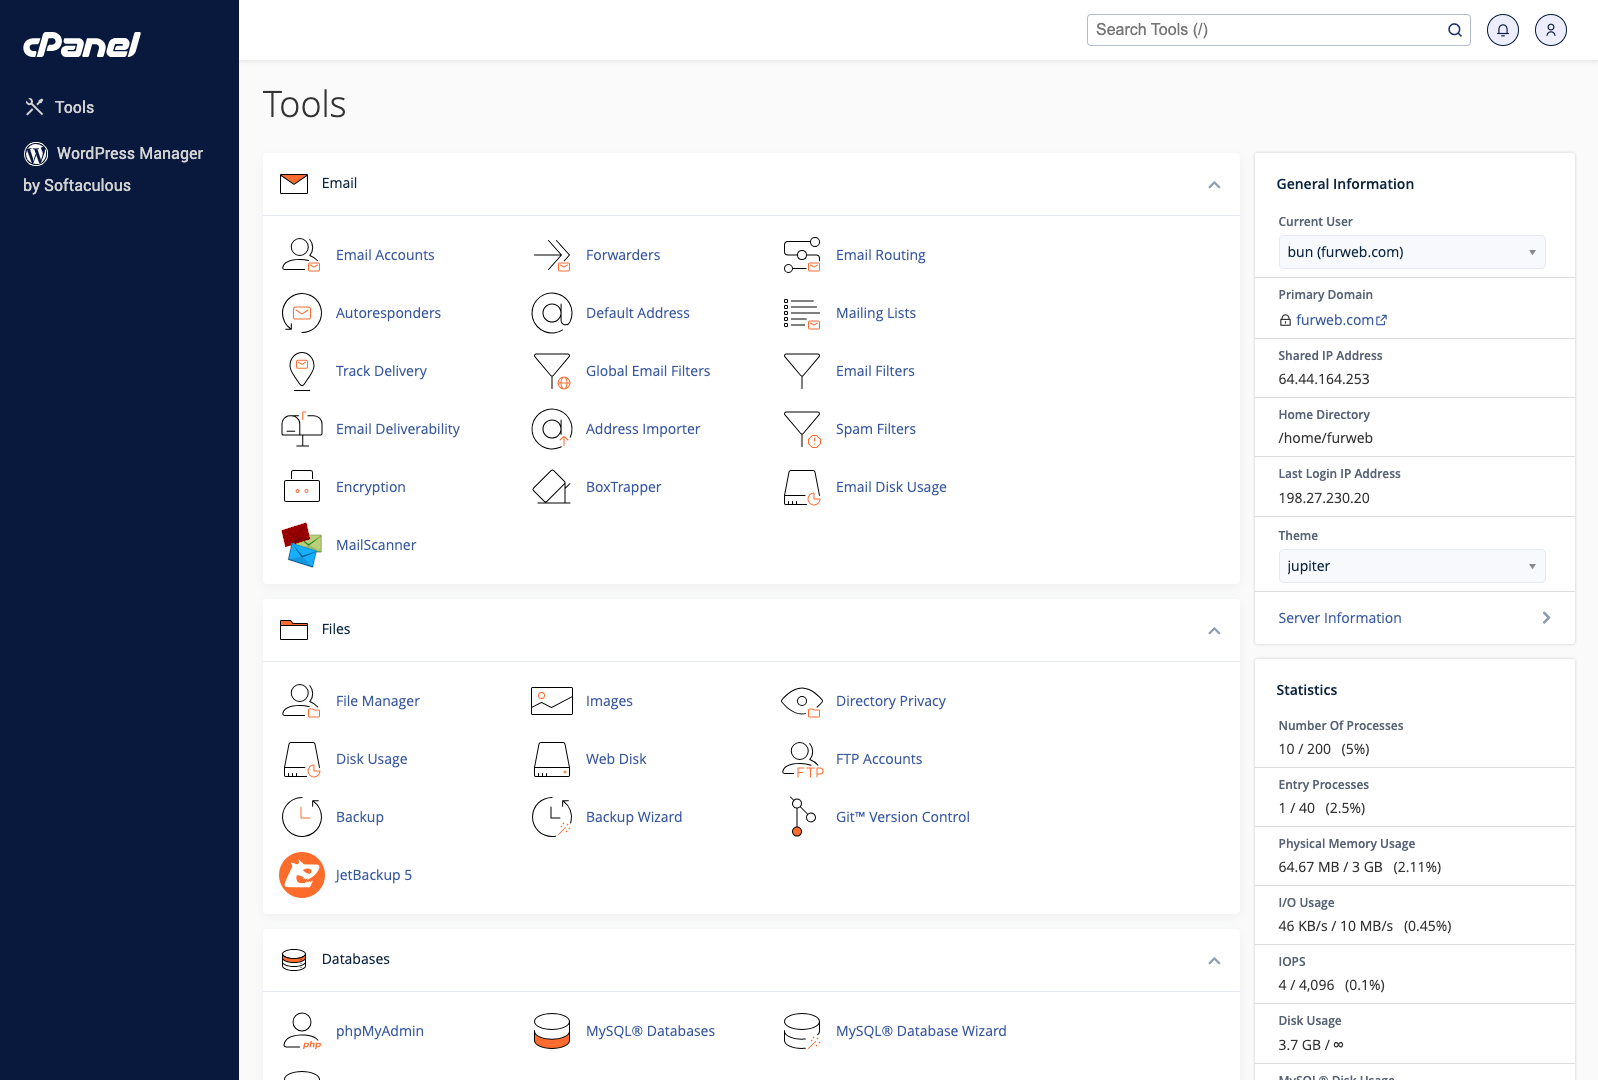 cPanel
Search Tools (/)
Tools
WordPress Manager
by Softaculous
Tools
Email
Email Accounts
Forwarders
Email Routing
Autoresponders
Default Address
Mailing Lists
Track Delivery
Global Email Filters
Email Filters
Email Deliverability
Address Importer
Spam Filters
Encryption
BoxTrapper
Email Disk Usage
MailScanner
Files
File Manager
Images
Directory Privacy
Disk Usage
Web Disk
FTP
FTP Accounts
Backup
Backup Wizard
Git™ Version Control
JetBackup 5
Databases
php
phpMyAdmin
MySQL® Databases
MySQL® Database Wizard
General Information
Current User
bun (furweb.com)
Primary Domain
furweb.com
Shared IP Address
64.44.164.253
Home Directory
/home/furweb
Last Login IP Address
198.27.230.20
Theme
jupiter
Server Information
Statistics
Number Of Processes
10 / 200 (5%)
Entry Processes
1 / 40 (2.5%)
Physical Memory Usage
64.67 MB / 3 GB (2.11%)
I/O Usage
46 KB/s / 10 MB/s (0.45%)
IOPS
4 / 4,096 (0.1%)
Disk Usage
3.7 GB / ∞
MySQL® Disk Usage